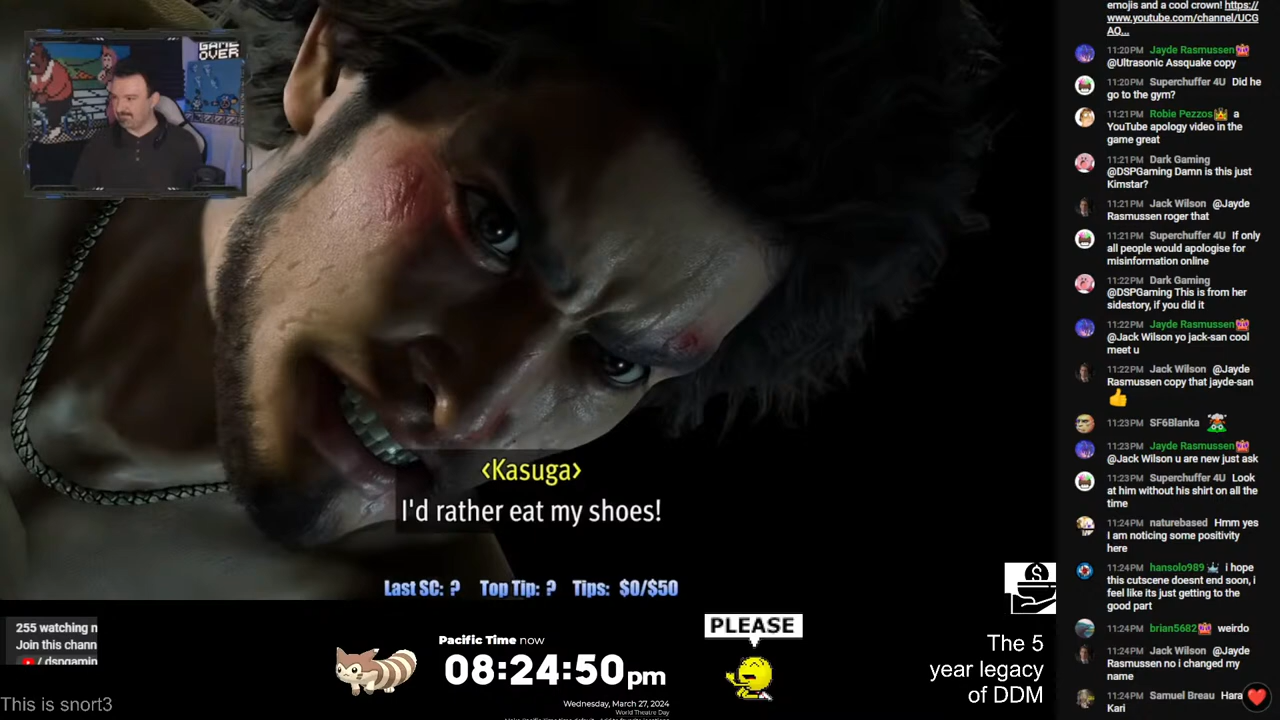 GAME
OVER
<Kasuga>
I'd rather eat my shoes!
Last SC: ? Top Tip: ? Tips: $0/$50
255 watching n
Join this chann
/ dspgamin
This is snort3
Pacific Time now
08:24:50pm
Wednesday, March 27, 2024
World Theatre Day
PLEASE
The 5
year legacy
of DDM
emojis and a cool crown! https://
www.youtube.com/channel/UCG
AO...
11:20PM Jayde Rasmussen
@Ultrasonic Assquake copy
11:20PM Superchuffer 4U Did he
go to the gym?
11:21PM Robie Pezzos a
YouTube apology video in the
game great
11:21PM Dark Gaming
@DSPGaming Damn is this just
Kimstar?
11:21PM Jack Wilson @Jayde
Rasmussen roger that
11:21PM Superchuffer 4U If only
all people would apologise for
misinformation online
11:22PM Dark Gaming
@DSPGaming This is from her
sidestory, if you did it
11:22PM Jayde Rasmussen
@Jack Wilson yo jack-san cool
meet u
11:22PM Jack Wilson @Jayde
Rasmussen copy that jayde-san
11:23PM SF6Blanka
11:23PM Jayde Rasmussen
@Jack Wilson u are new just ask
11:23PM Superchuffer 4U Look
at him without his shirt on all the
time
11:24PM naturebased Hmm yes
I am noticing some positivity
here
11:24PM hansolo989 i hope
this cutscene doesnt end soon, i
feel like its just getting to the
good part
11:24PM brian5682 weirdo
11:24PM Jack Wilson @Jayde
Rasmussen no i changed my
name
11:24PM Samuel Breau Hara
Kari